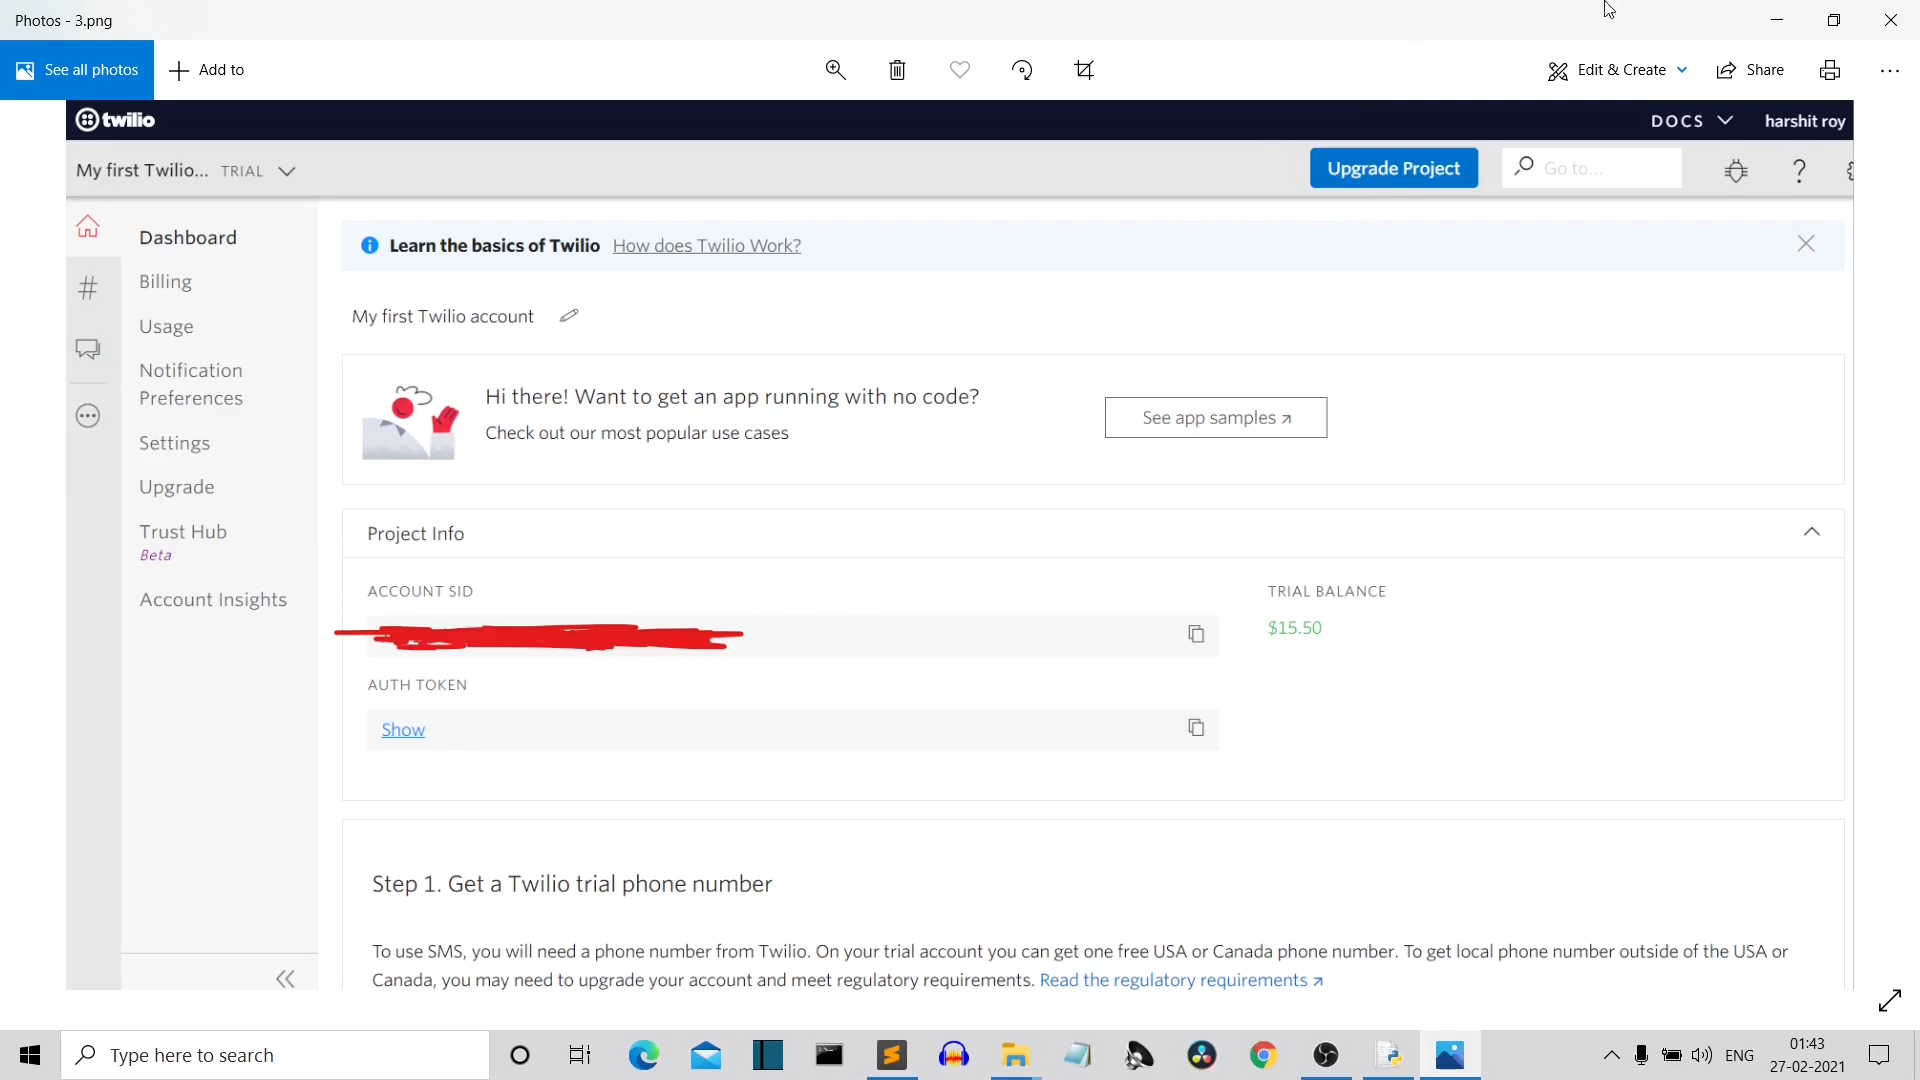 Photos - 3.png
See all photos
Add to
Edit & Create
Share
twilio
DOCS
harshit roy
My first Twilio... TRIAL
Upgrade Project
Go to...
Dashboard
Billing
Usage
Notification
Preferences
Settings
Upgrade
Trust Hub
Beta
Account Insights
Learn the basics of Twilio How does Twilio Work?
My first Twilio account
Hi there! Want to get an app running with no code?
Check out our most popular use cases
See app samples
Project Info
ACCOUNT SID
TRIAL BALANCE
$15.50
AUTH TOKEN
Show
Step 1. Get a Twilio trial phone number
To use SMS, you will need a phone number from Twilio. On your trial account you can get one free USA or Canada phone number. To get local phone number outside of the USA or
Canada, you may need to upgrade your account and meet regulatory requirements. Read the regulatory requirements
Type here to search
ENG
01:43
27-02-2021